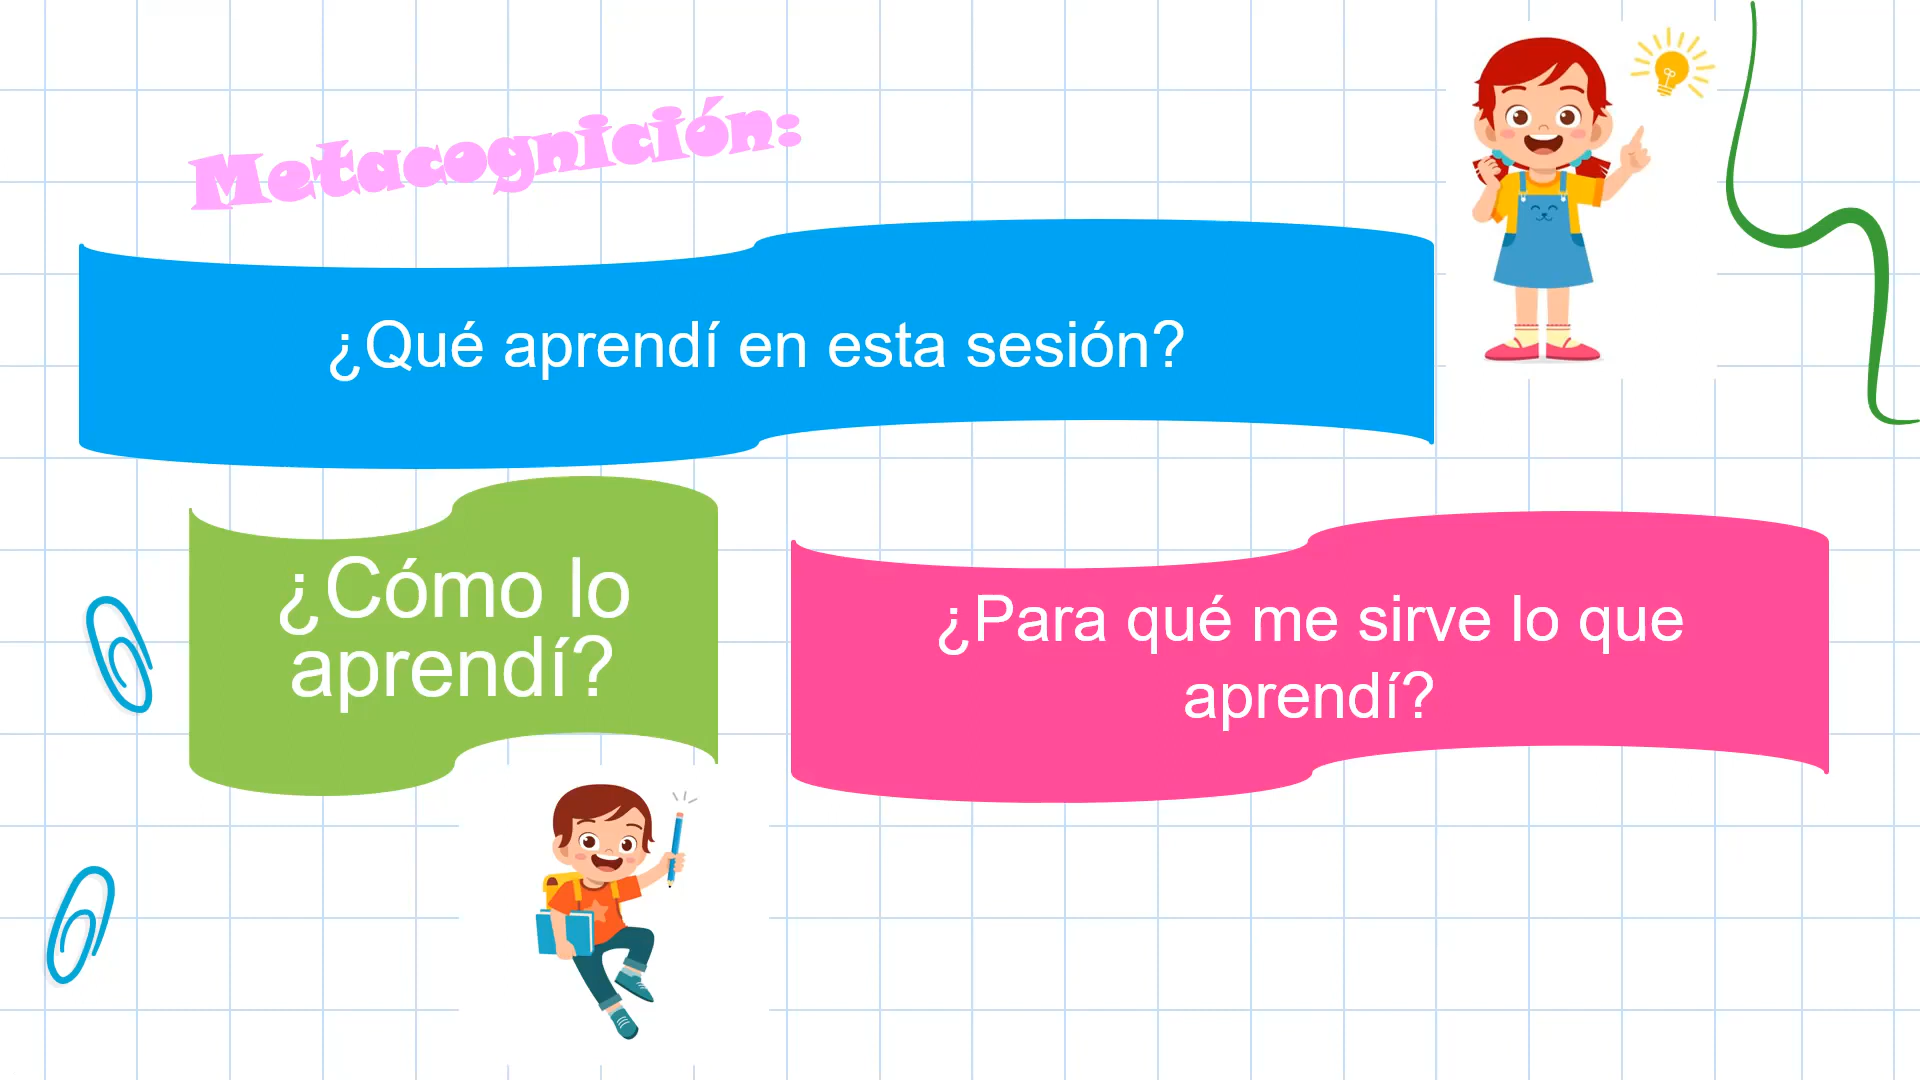 Metacognición:
¿Qué aprendí en esta sesión?
¿Cómo lo
aprendí?
¿Para qué me sirve lo que
aprendí?